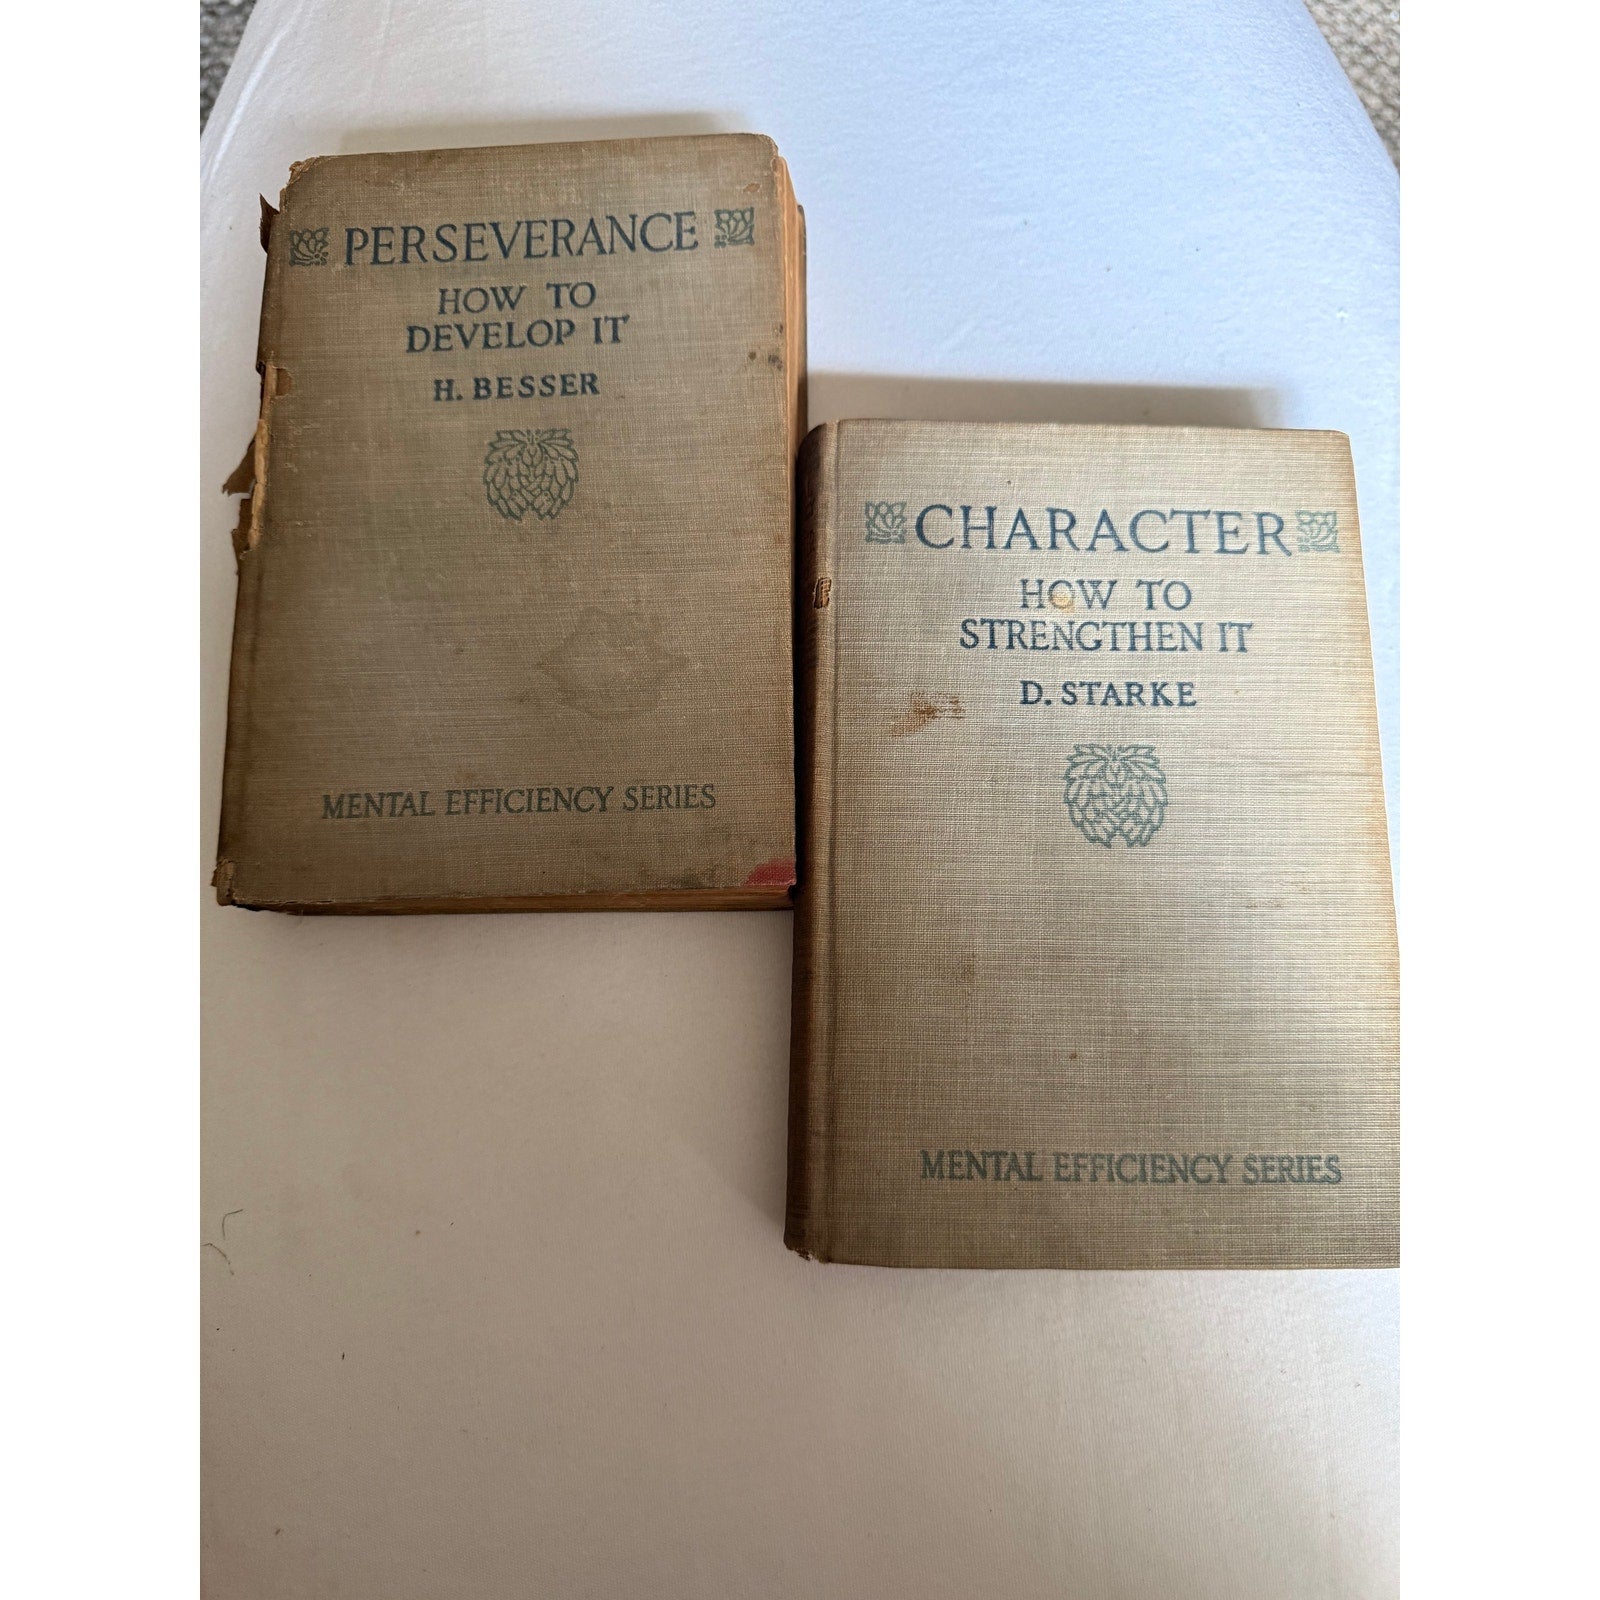 PERSEVERANCE
HOW TO
DEVELOP IT
H. BESSER
MENTAL EFFICIENCY SERIES
CHARACTER
HOW TO
STRENGTHEN IT
D. STARKE
MENTAL EFFICIENCY SERIES